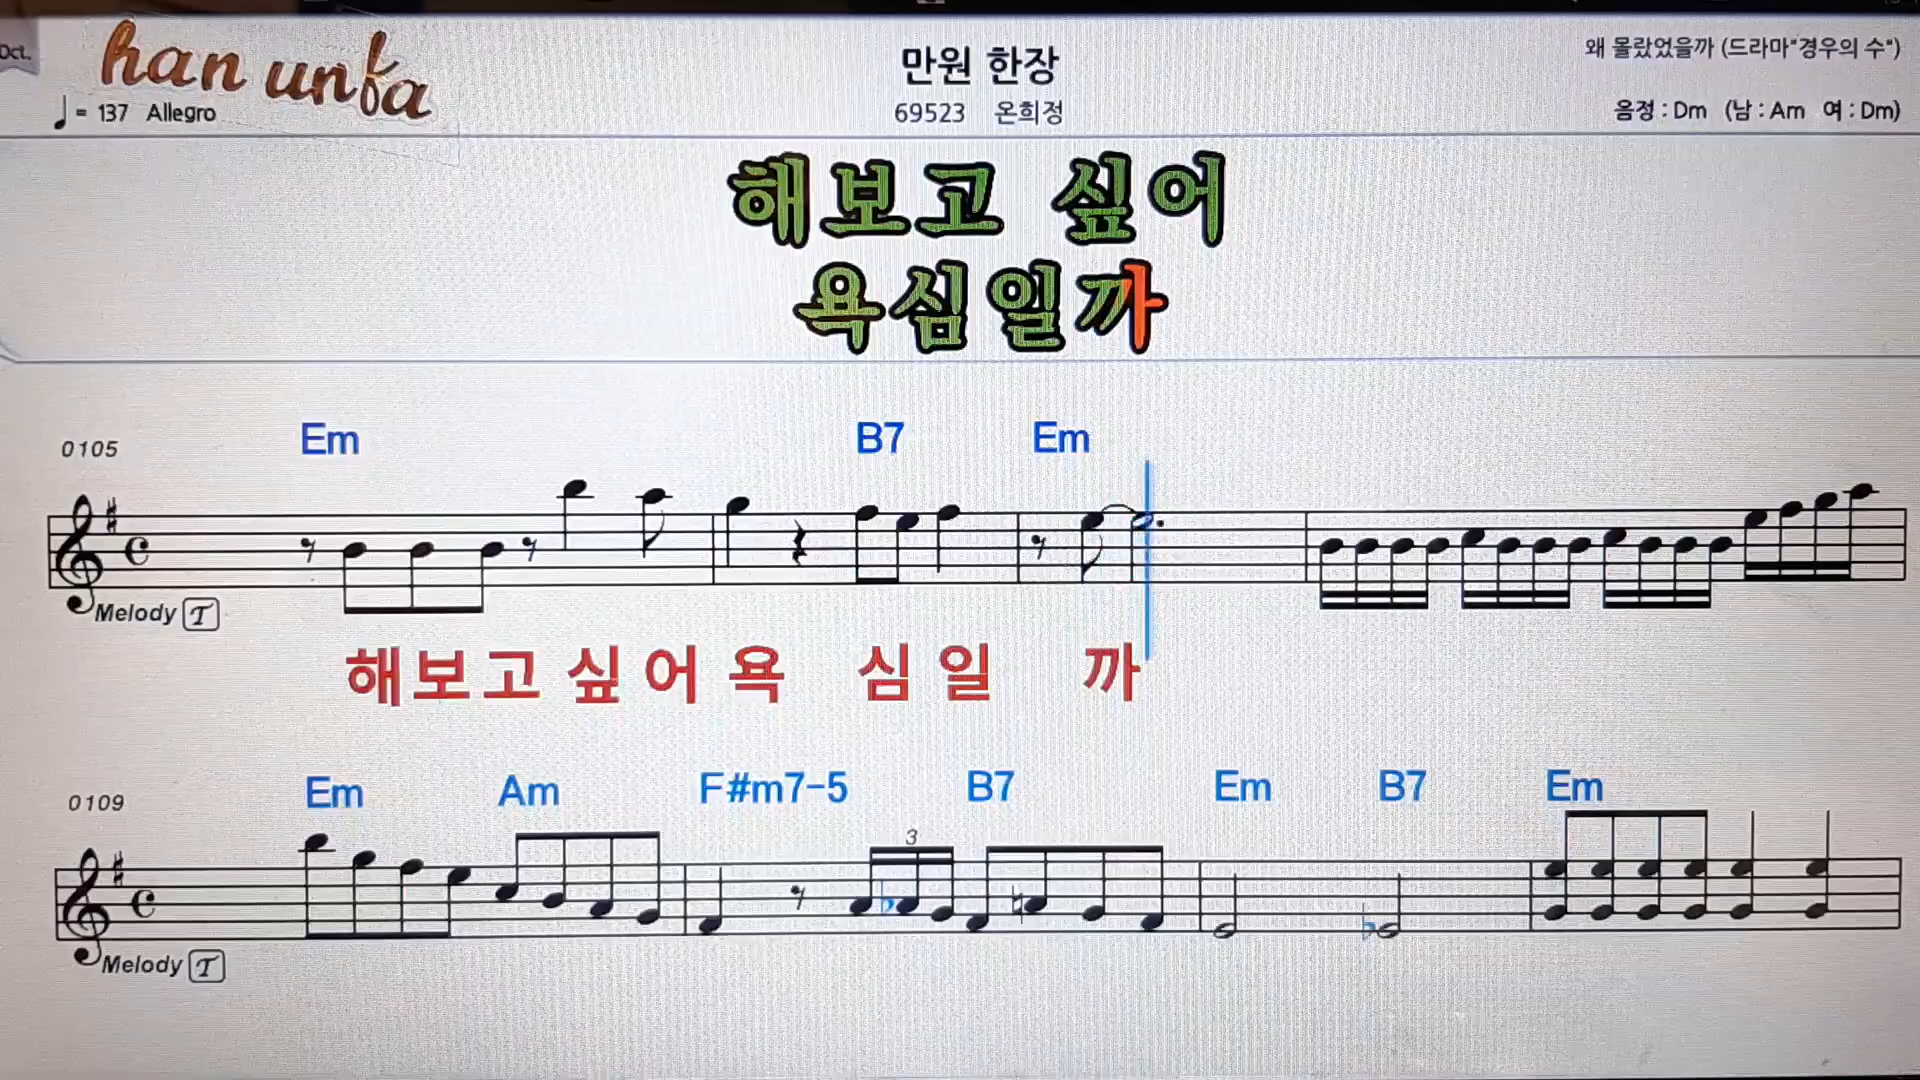 Oct.
han unfa
만원 한장
왜 몰랐었을까 (드라마"경우의 수")
= 137 Allegro
69523 온희정
음정 : Dm (남 : Am 여 : Dm)
해보고 싶어
욕심일까
0105 Em B7 Em
Melody T
해보고 싶어 욕 심일 까
0109 Em Am F#m7-5 B7 Em B7 Em
3
Melody T